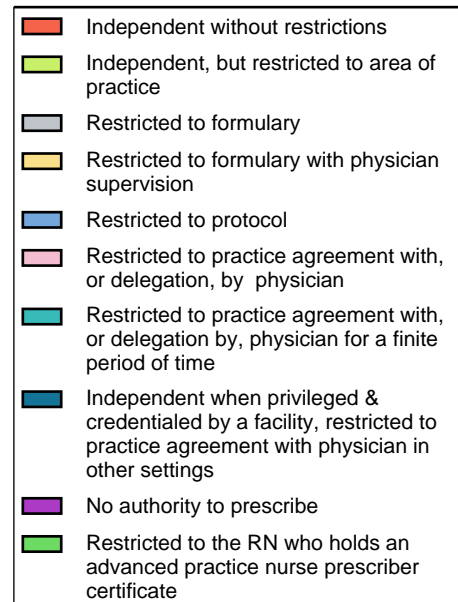 Independent without restrictions
Independent, but restricted to area of
practice
Restricted to formulary
Restricted to formulary with physician
supervision
Restricted to protocol
Restricted to practice agreement with,
or delegation, by physician
Restricted to practice agreement with,
or delegation by, physician for a finite
period of time
Independent when privileged &
credentialed by a facility, restricted to
practice agreement with physician in
other settings
No authority to prescribe
Restricted to the RN who holds an
advanced practice nurse prescriber
certificate